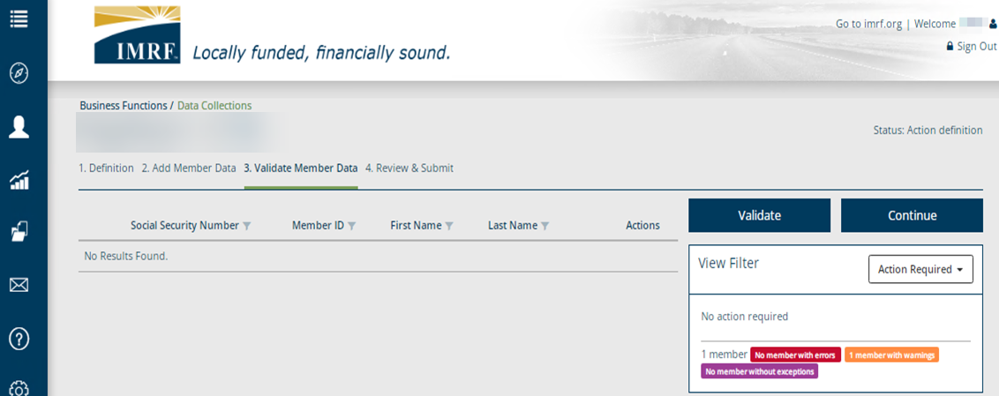 Go to imrf.org | Welcome
IMRF™ Locally funded, financially sound.
Sign Out
Business Functions / Data Collections
Status: Action definition
1. Definition 2. Add Member Data 3. Validate Member Data 4. Review & Submit
Validate Continue
Social Security Number Member ID First Name Last Name Actions
No Results Found.
View Filter Action Required
No action required
1 member No member with errors 1 member with warnings
No member without exceptions